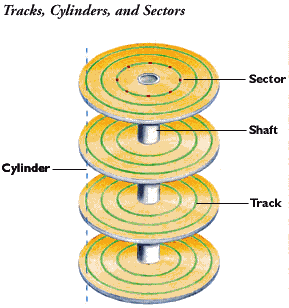 Tracks, Cylinders, and Sectors
Sector
Shaft
Cylinder
Track